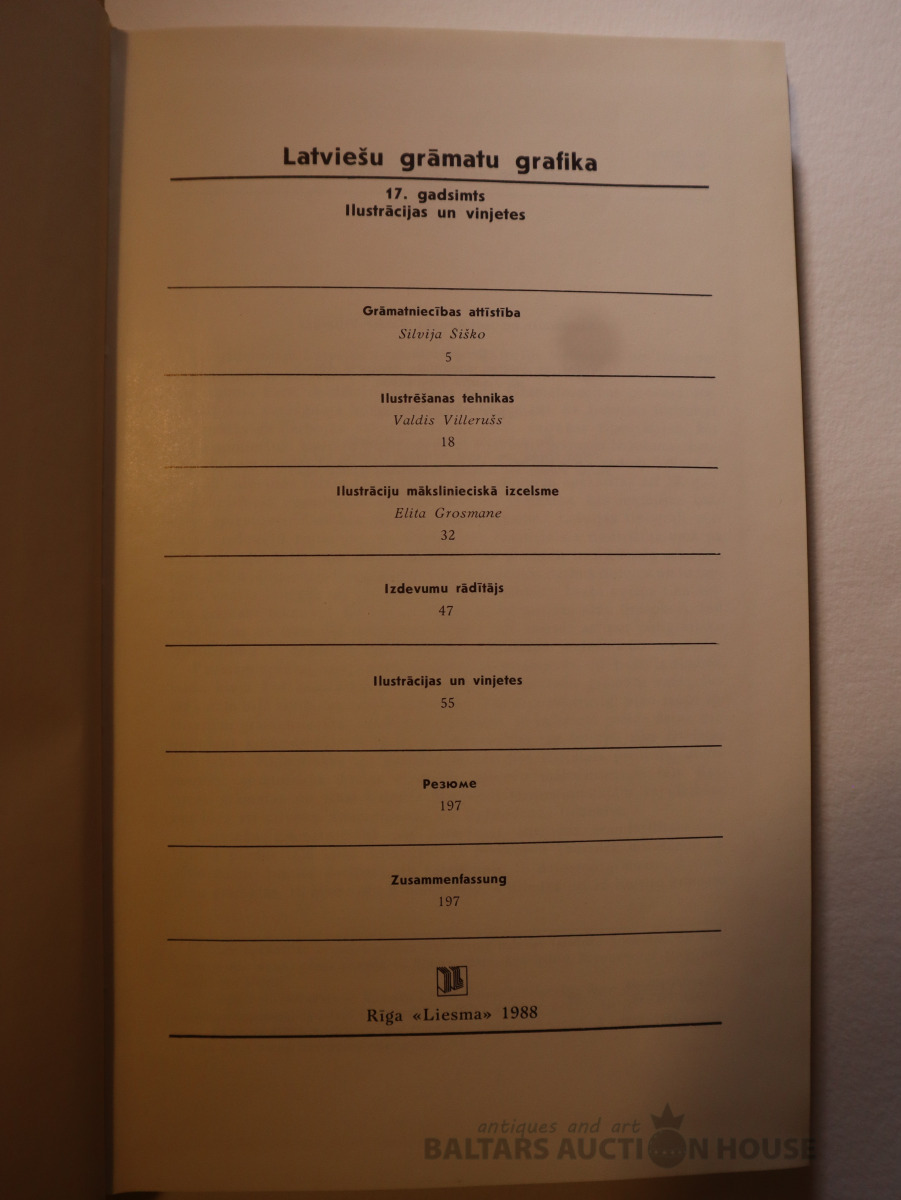 Latviešu grāmatu grafika
17. gadsimts
Ilustrācijas un vinjetes
Grāmatniecības attīstība
Silvija Šiško
5
Ilustrēšanas tehnikas
Valdis Villerušs
18
Ilustrāciju mākslinieciskā izcelsme
Elita Grosmane
32
Izdevumu rādītājs
47
Ilustrācijas un vinjetes
55
Резюме
197
Zusammenfassung
197
Rīga «Liesma» 1988
antiques and art
BALTARS AUCTION HOUSE